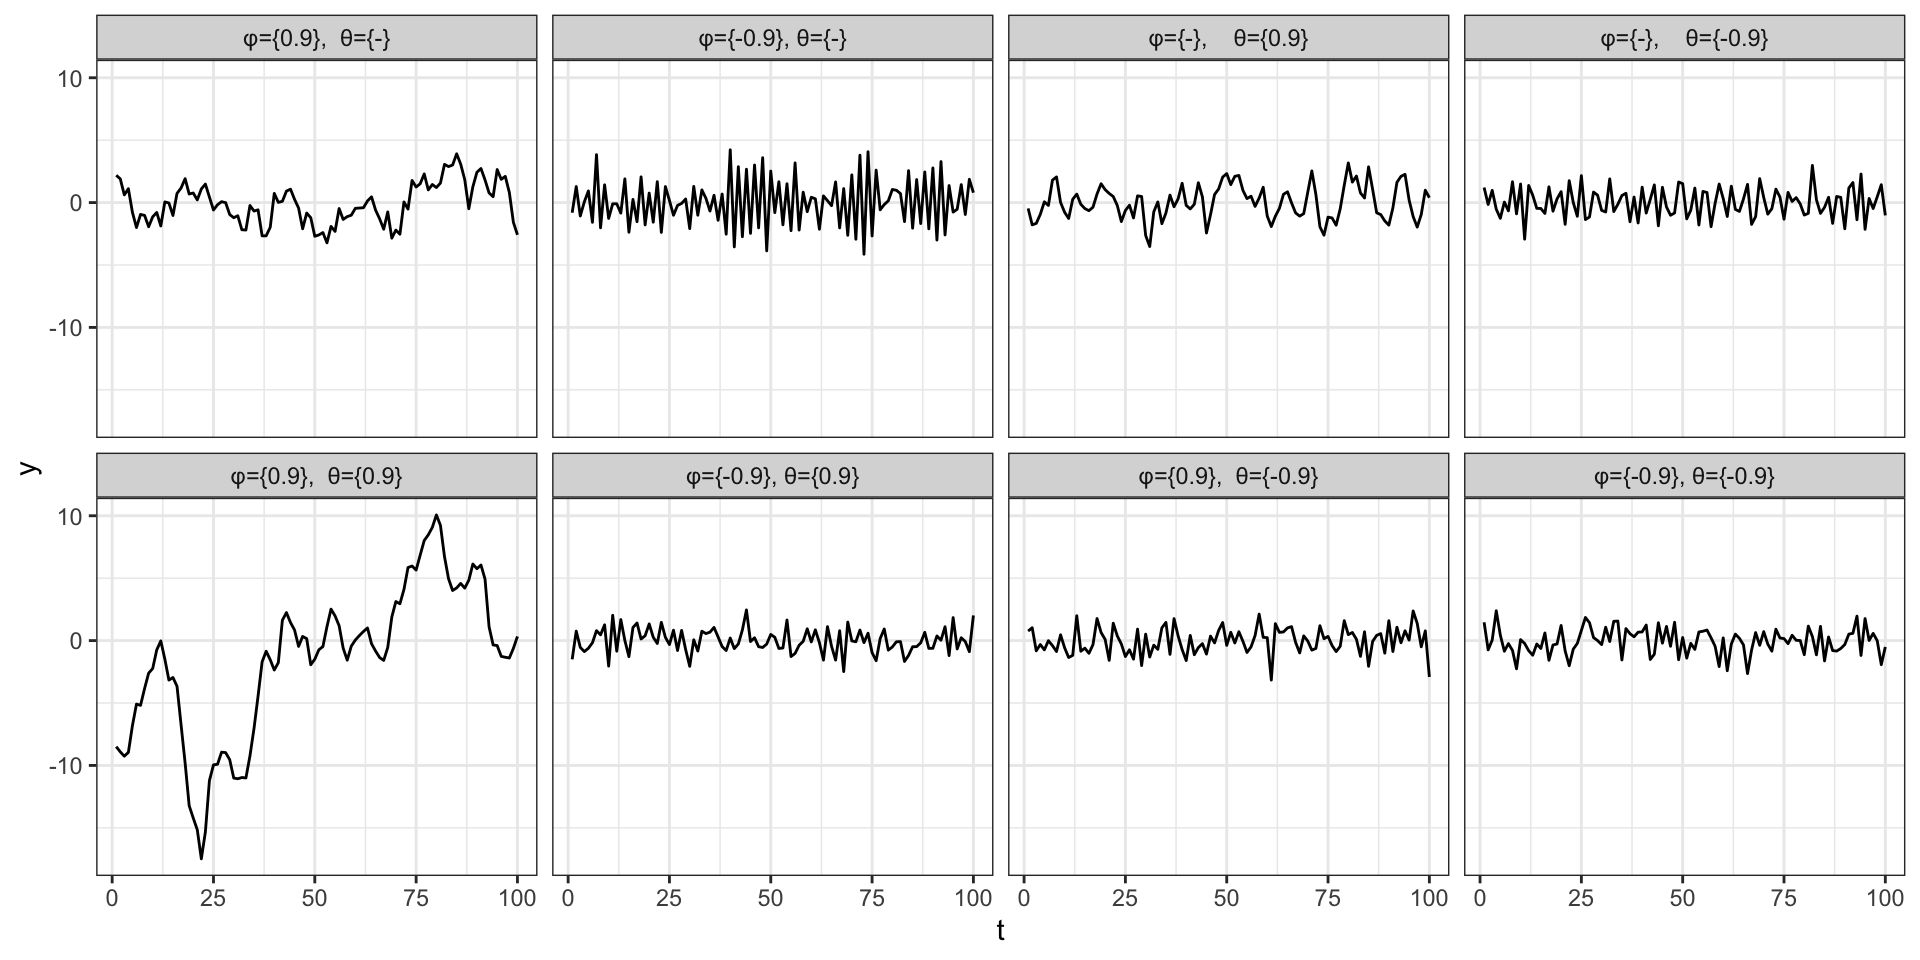 φ={0.9},  θ={-}
φ={-0.9}, θ={-}
φ={-},    θ={0.9}
φ={-},    θ={-0.9}
10
0
-10
y
φ={0.9},  θ={0.9}
φ={-0.9}, θ={0.9}
φ={0.9},  θ={-0.9}
φ={-0.9}, θ={-0.9}
10
0
-10
0 25 50 75 100
0 25 50 75 100
0 25 50 75 100
0 25 50 75 100
t